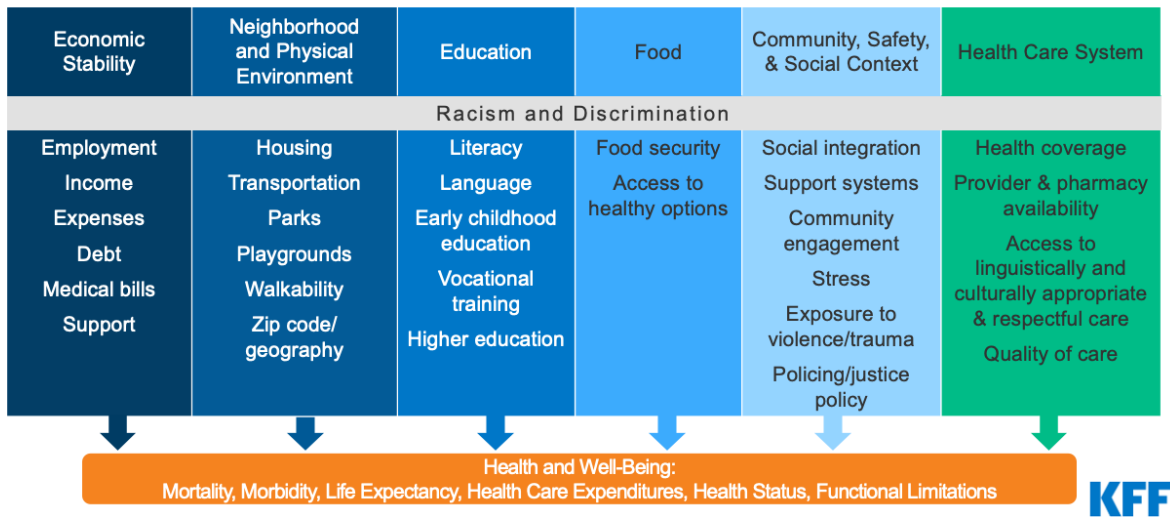 Economic
Stability
Neighborhood
and Physical
Environment
Education
Food
Community, Safety,
& Social Context
Health Care System
Racism and Discrimination
Employment
Income
Expenses
Debt
Medical bills
Support
Housing
Transportation
Parks
Playgrounds
Walkability
Zip code/
geography
Literacy
Language
Early childhood
education
Vocational
training
Higher education
Food security
Access to
healthy options
Social integration
Support systems
Community
engagement
Stress
Exposure to
violence/trauma
Policing/justice
policy
Health coverage
Provider & pharmacy
availability
Access to
linguistically and
culturally appropriate
& respectful care
Quality of care
Health and Well-Being:
Mortality, Morbidity, Life Expectancy, Health Care Expenditures, Health Status, Functional Limitations
KFF